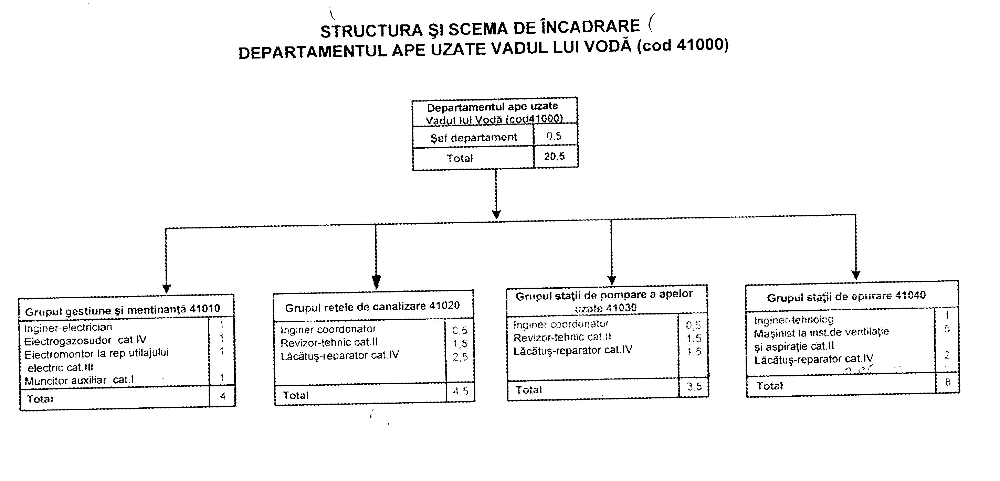 STRUCTURA ŞI SCEMA DE ÎNCADRARE
DEPARTAMENTUL APE UZATE VADUL LUI VODĂ (cod 41000)
Departamentul ape uzate
Vadul lui Vodă (cod41000)
Şef departament 0,5
Total 20,5
Grupul gestiune şi mentinanţă 41010
Inginer-electrician 1
Electrogazosudor cat.IV 1
Electromontor la rep utilajului 1
electric cat.III
Muncitor auxiliar cat.I 1
Total 4
Grupul reţele de canalizare 41020
Inginer coordonator 0,5
Revizor-tehnic cat.II 1,5
Lăcătuş-reparator cat.IV 2,5
Total 4,5
Grupul staţii de pompare a apelor
uzate 41030
Inginer coordonator 0,5
Revizor-tehnic cat.II 1,5
Lăcătuş-reparator cat.IV 1,5
Total 3,5
Grupul staţii de epurare 41040
Inginer-tehnolog 1
Maşinist la inst.de ventilaţie 5
şi aspiraţie cat.II
Lăcătuş-reparator cat.IV 2
Total 8